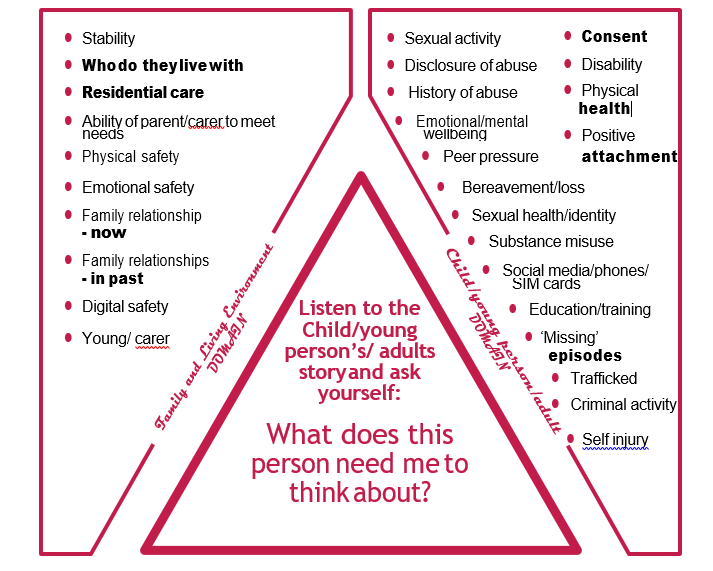 Stability
Who do they live with
Residential care
Ability of parent/carer to meet
needs
Physical safety
Emotional safety
Family relationship
- now
Family relationships
- in past
Digital safety
Young/ carer
Family and Living Environment
DOMAIN
Sexual activity
Disclosure of abuse
History of abuse
Emotional/mental
wellbeing
Peer pressure
Bereavement/loss
Sexual health/identity
Substance misuse
Social media/phones/
SIM cards
Education/training
‘Missing’
episodes
Trafficked
Criminal activity
Self injury
Consent
Disability
Physical
health
Positive
attachment
Child/young person/adult
DOMAIN
Listen to the
Child/young
person’s/ adults
story and ask
yourself:
What does this
person need me to
think about?